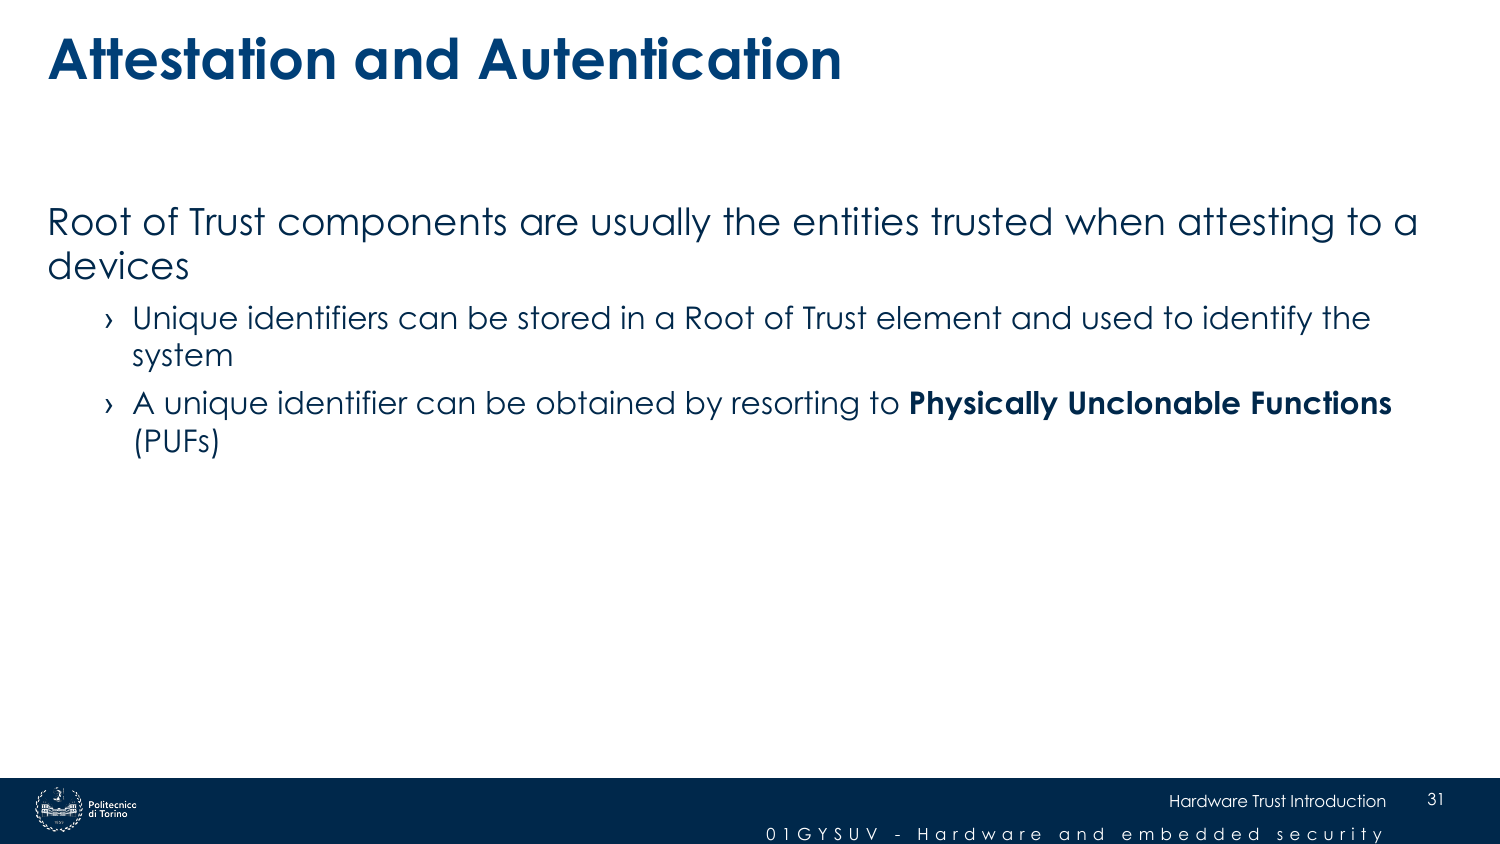 Attestation and Autentication
Root of Trust components are usually the entities trusted when attesting to a
devices
› Unique identifiers can be stored in a Root of Trust element and used to identify the
system
› A unique identifier can be obtained by resorting to Physically Unclonable Functions
(PUFs)
Politecnico
di Torino
Hardware Trust Introduction
31
01GYSUV - Hardware and embedded security